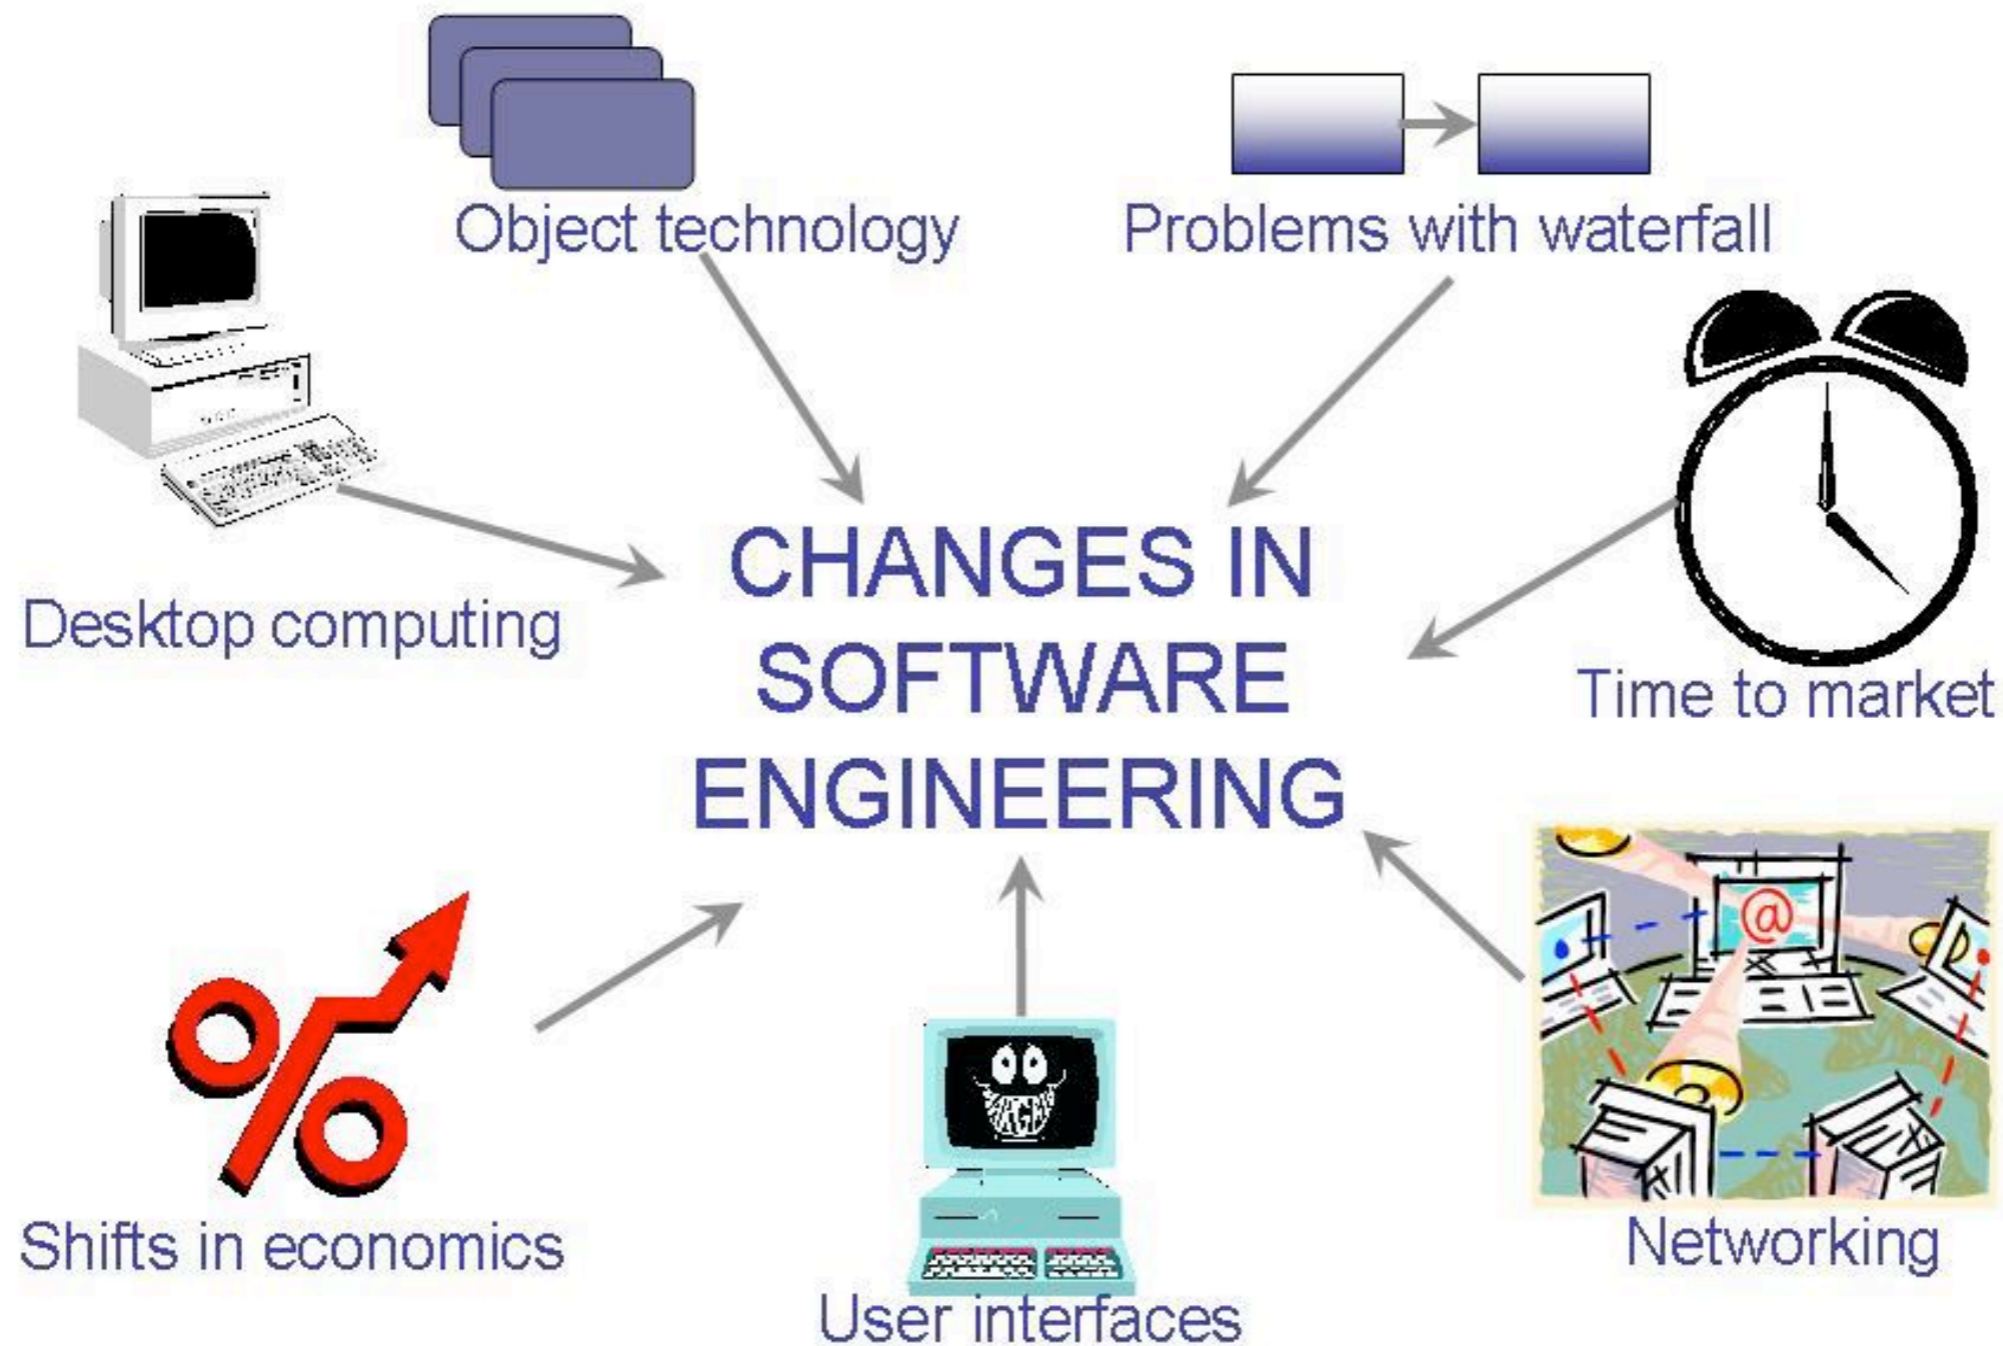 Object technology
Problems with waterfall
Desktop computing
CHANGES IN
SOFTWARE
ENGINEERING
Time to market
@
Shifts in economics
User interfaces
Networking